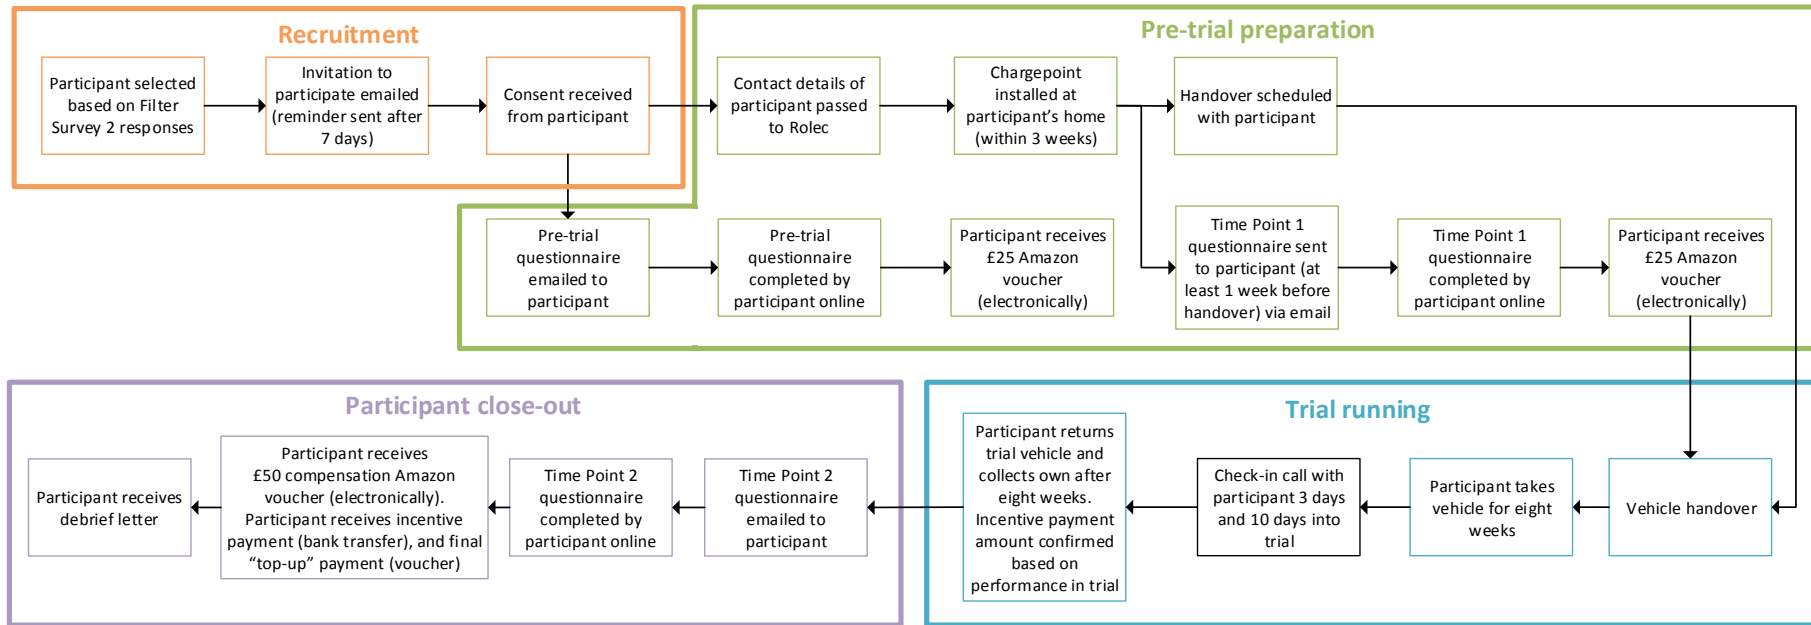 Recruitment
Participant selected
based on Filter
Survey 2 responses
Invitation to
participate emailed
(reminder sent after
7 days)
Consent received
from participant
Pre-trial preparation
Contact details of
participant passed
to Rolec
Chargepoint
installed at
participant's home
(within 3 weeks)
Handover scheduled
with participant
Pre-trial
questionnaire
emailed to
participant
Pre-trial
questionnaire
completed by
participant online
Participant receives
£25 Amazon
voucher
(electronically)
Time Point 1
questionnaire sent
to participant (at
least 1 week before
handover) via email
Time Point 1
questionnaire
completed by
participant online
Participant receives
£25 Amazon
voucher
(electronically)
Participant close-out
Participant receives
debrief letter
Participant receives
£50 compensation Amazon
voucher (electronically).
Participant receives incentive
payment (bank transfer), and final
“top-up” payment (voucher)
Time Point 2
questionnaire
completed by
participant online
Time Point 2
questionnaire
emailed to
participant
Trial running
Participant returns
trial vehicle and
collects own after
eight weeks.
Incentive payment
amount confirmed
based on
performance in trial
Check-in call with
participant 3 days
and 10 days into
trial
Participant takes
vehicle for eight
weeks
Vehicle handover